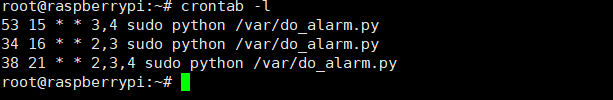 root@raspberrypi:~# crontab -l
53 15 * * 3,4 sudo python /var/do_alarm.py
34 16 * * 2,3 sudo python /var/do_alarm.py
38 21 * * 2,3,4 sudo python /var/do_alarm.py
root@raspberrypi:~#